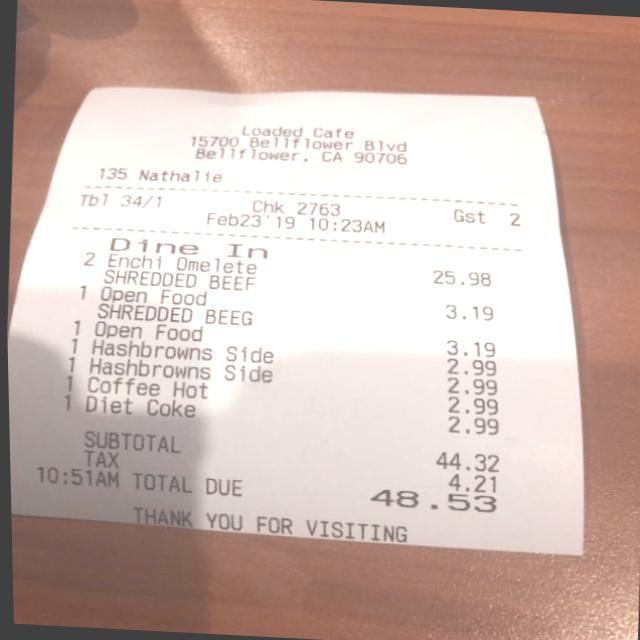 Loaded Cafe
15700 Bellflower Blvd
Bellflower, CA 90706
135 Nathalie
Tbl 34/1 Chk 2763 Gst 2
Feb23'19 10:23AM
Dine In
2 Enchi Omelete 25.98
SHREDDED BEEF
1 Open Food 3.19
SHREDDED BEEG
1 Open Food 3.19
1 Hashbrowns Side 2.99
1 Hashbrowns Side 2.99
1 Coffee Hot 2.99
1 Diet Coke 2.99
SUBTOTAL 44.32
TAX 4.21
10:51AM TOTAL DUE 48.53
THANK YOU FOR VISITING